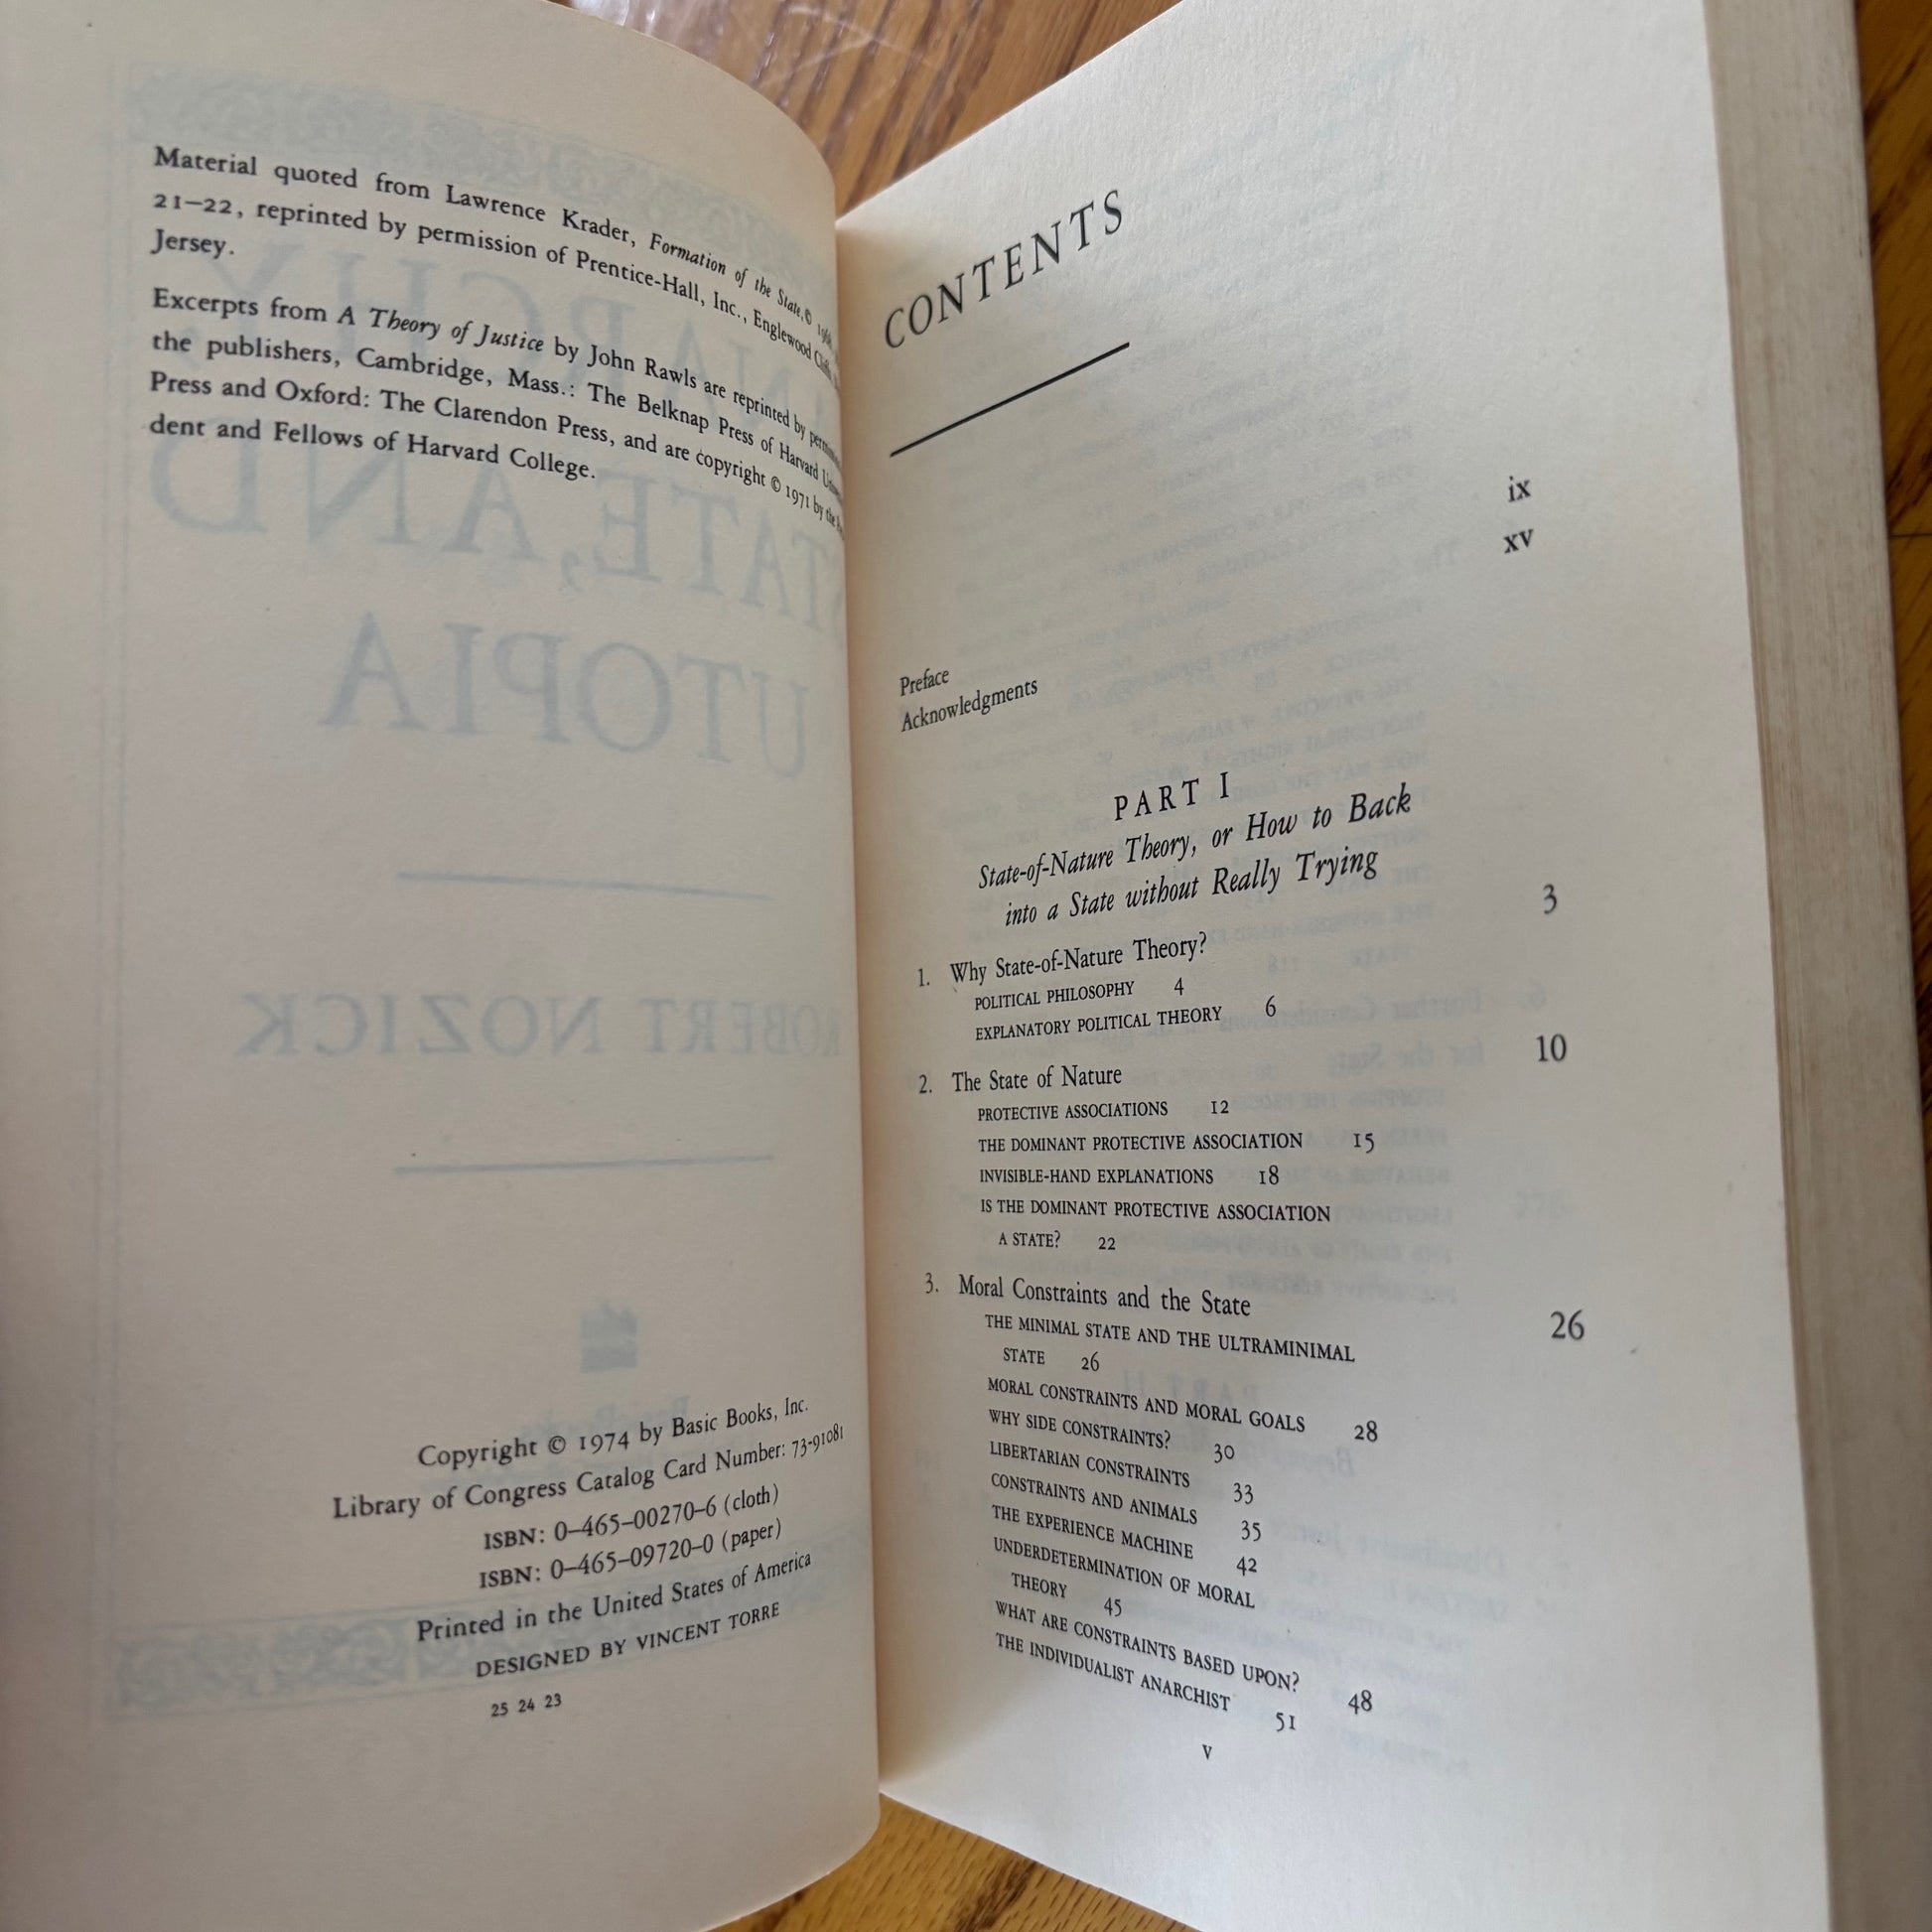 Material quoted from Lawrence Krader, Formation of the State, ©
21–22, reprinted by permission of Prentice-Hall, Inc., Englewood
Jersey.
Excerpts from A Theory of Justice by John Rawls are reprinted by
the publishers, Cambridge, Mass.: The Belknap Press of Harvard
Press and Oxford: The Clarendon Press, and are copyright © 1971 by the
dent and Fellows of Harvard College.
ANARCHY,
STATE, AND
UTOPIA
ROBERT NOZICK
Copyright © 1974 by Basic Books, Inc.
Library of Congress Catalog Card Number: 73-91081
ISBN: 0–465–00270–6 (cloth)
ISBN: 0–465–09720–0 (paper)
Printed in the United States of America
DESIGNED BY VINCENT TORRE
25 24 23
CONTENTS
Preface ix
Acknowledgments xv
PART I
State-of-Nature Theory, or How to Back
into a State without Really Trying
1. Why State-of-Nature Theory? 3
POLITICAL PHILOSOPHY 4
EXPLANATORY POLITICAL THEORY 6
2. The State of Nature 10
PROTECTIVE ASSOCIATIONS 12
THE DOMINANT PROTECTIVE ASSOCIATION 15
INVISIBLE-HAND EXPLANATIONS 18
IS THE DOMINANT PROTECTIVE ASSOCIATION
A STATE? 22
3. Moral Constraints and the State 26
THE MINIMAL STATE AND THE ULTRAMINIMAL
STATE 26
MORAL CONSTRAINTS AND MORAL GOALS 28
WHY SIDE CONSTRAINTS? 30
LIBERTARIAN CONSTRAINTS 33
CONSTRAINTS AND ANIMALS 35
THE EXPERIENCE MACHINE 42
UNDERDETERMINATION OF MORAL
THEORY 45
WHAT ARE CONSTRAINTS BASED UPON? 48
THE INDIVIDUALIST ANARCHIST 51
v